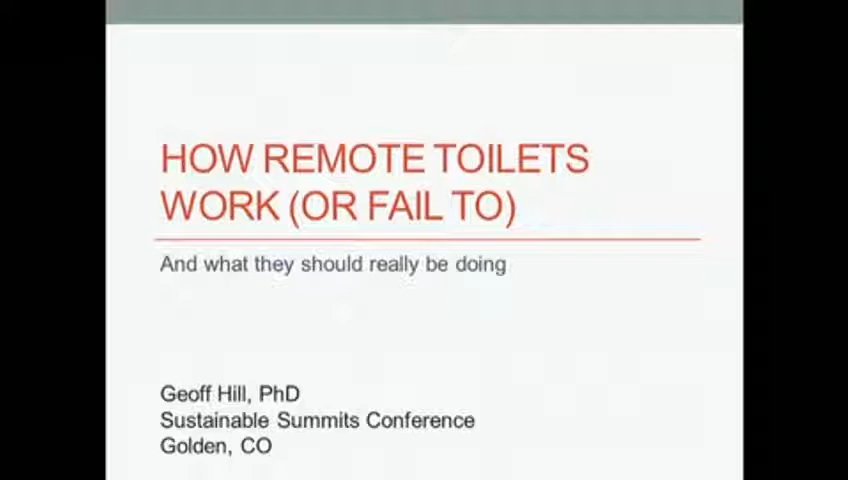 HOW REMOTE TOILETS
WORK (OR FAIL TO)
And what they should really be doing
Geoff Hill, PhD
Sustainable Summits Conference
Golden, CO